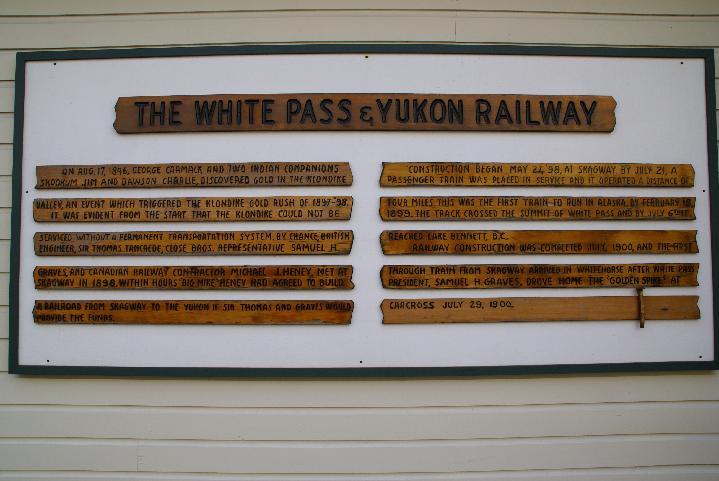 THE WHITE PASS & YUKON RAILWAY
ON AUG. 17, 1896, GEORGE CARMACK AND TWO INDIAN COMPANIONS
SKOOKUM JIM AND DAWSON CHARLIE, DISCOVERED GOLD IN THE KLONDIKE
VALLEY, AN EVENT WHICH TRIGGERED THE KLONDIKE GOLD RUSH OF 1897-98.
IT WAS EVIDENT FROM THE START THAT THE KLONDIKE COULD NOT BE
SERVICED WITHOUT A PERMANENT TRANSPORTATION SYSTEM. BY CHANCE, BRITISH
ENGINEER, SIR THOMAS TANCREDE, CLOSE BROS. REPRESENTATIVE SAMUEL H.
GRAVES, AND CANADIAN RAILWAY CONTRACTOR MICHAEL J. HENEY, MET AT
SKAGWAY IN 1898. WITHIN HOURS 'BIG MIKE' HENEY HAD AGREED TO BUILD
A RAILROAD FROM SKAGWAY TO THE YUKON IF SIR THOMAS AND GRAVES WOULD
PROVIDE THE FUNDS.
CONSTRUCTION BEGAN MAY 24, 98, AT SKAGWAY BY JULY 21, A
PASSENGER TRAIN WAS PLACED IN SERVICE AND IT OPERATED A DISTANCE OF
FOUR MILES, THIS WAS THE FIRST TRAIN TO RUN IN ALASKA. BY FEBRUARY 18,
1899, THE TRACK CROSSED THE SUMMIT OF WHITE PASS AND BY JULY 6TH IT
REACHED LAKE BENNETT, B.C.
RAILWAY CONSTRUCTION WAS COMPLETED JULY, 1900, AND THE FIRST
THROUGH TRAIN FROM SKAGWAY ARRIVED IN WHITEHORSE AFTER WHITE PASS
PRESIDENT, SAMUEL H. GRAVES, DROVE HOME THE "GOLDEN SPIKE" AT
CARCROSS JULY 29, 1900.